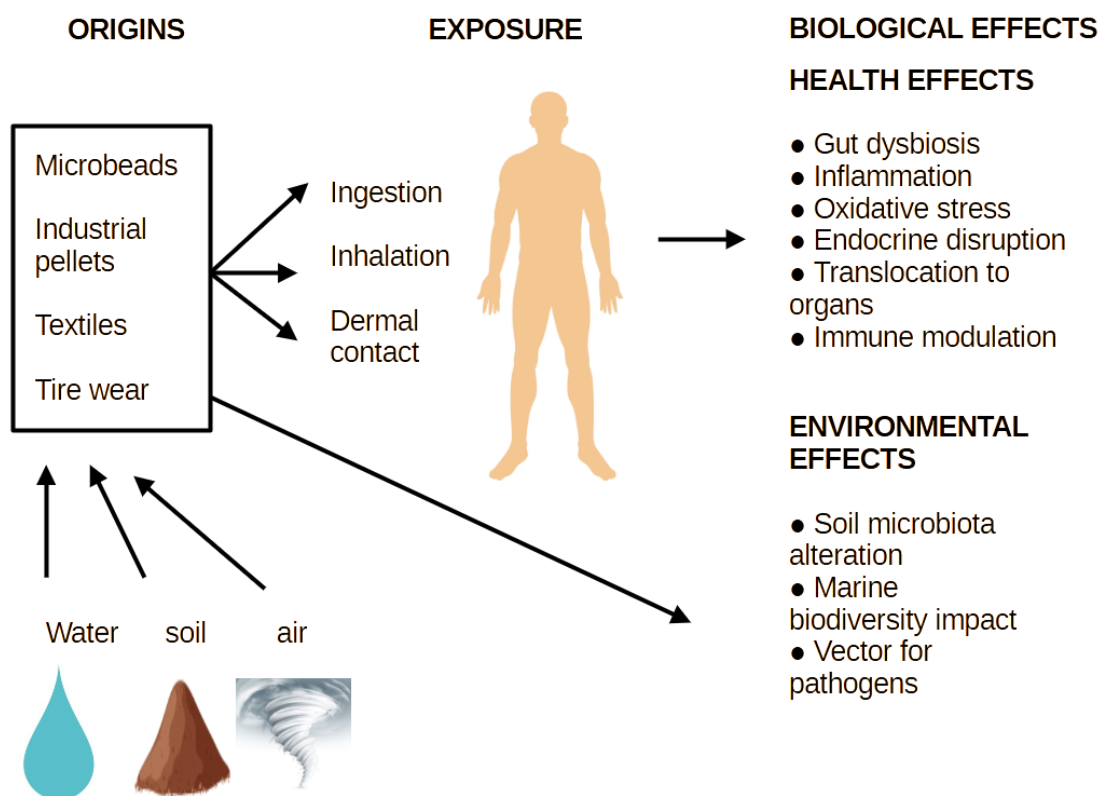 ORIGINS
Microbeads
Industrial
pellets
Textiles
Tire wear
Water
soil
air
EXPOSURE
Ingestion
Inhalation
Dermal
contact
BIOLOGICAL EFFECTS
HEALTH EFFECTS
● Gut dysbiosis
● Inflammation
● Oxidative stress
● Endocrine disruption
● Translocation to
organs
● Immune modulation
ENVIRONMENTAL
EFFECTS
● Soil microbiota
alteration
● Marine
biodiversity impact
● Vector for
pathogens